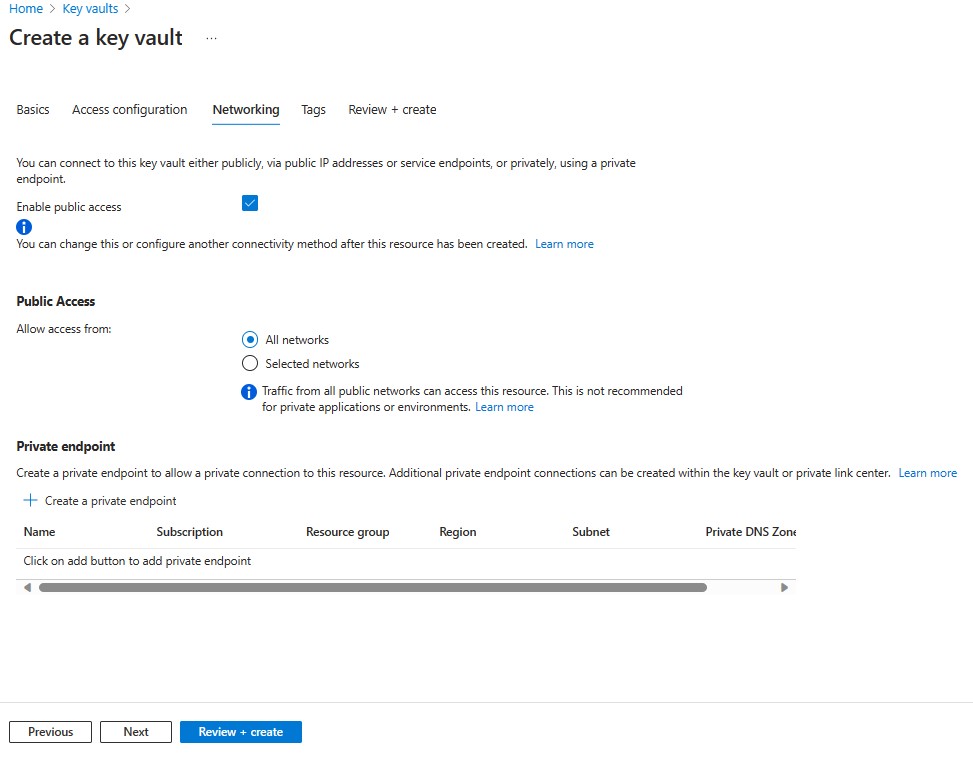 Home > Key vaults >
Create a key vault ...
Basics Access configuration Networking Tags Review + create
You can connect to this key vault either publicly, via public IP addresses or service endpoints, or privately, using a private
endpoint.
Enable public access
You can change this or configure another connectivity method after this resource has been created. Learn more
Public Access
Allow access from:
All networks
Selected networks
Traffic from all public networks can access this resource. This is not recommended
for private applications or environments. Learn more
Private endpoint
Create a private endpoint to allow a private connection to this resource. Additional private endpoint connections can be created within the key vault or private link center. Learn more
+ Create a private endpoint
Name Subscription Resource group Region Subnet Private DNS Zone
Click on add button to add private endpoint
Previous Next Review + create